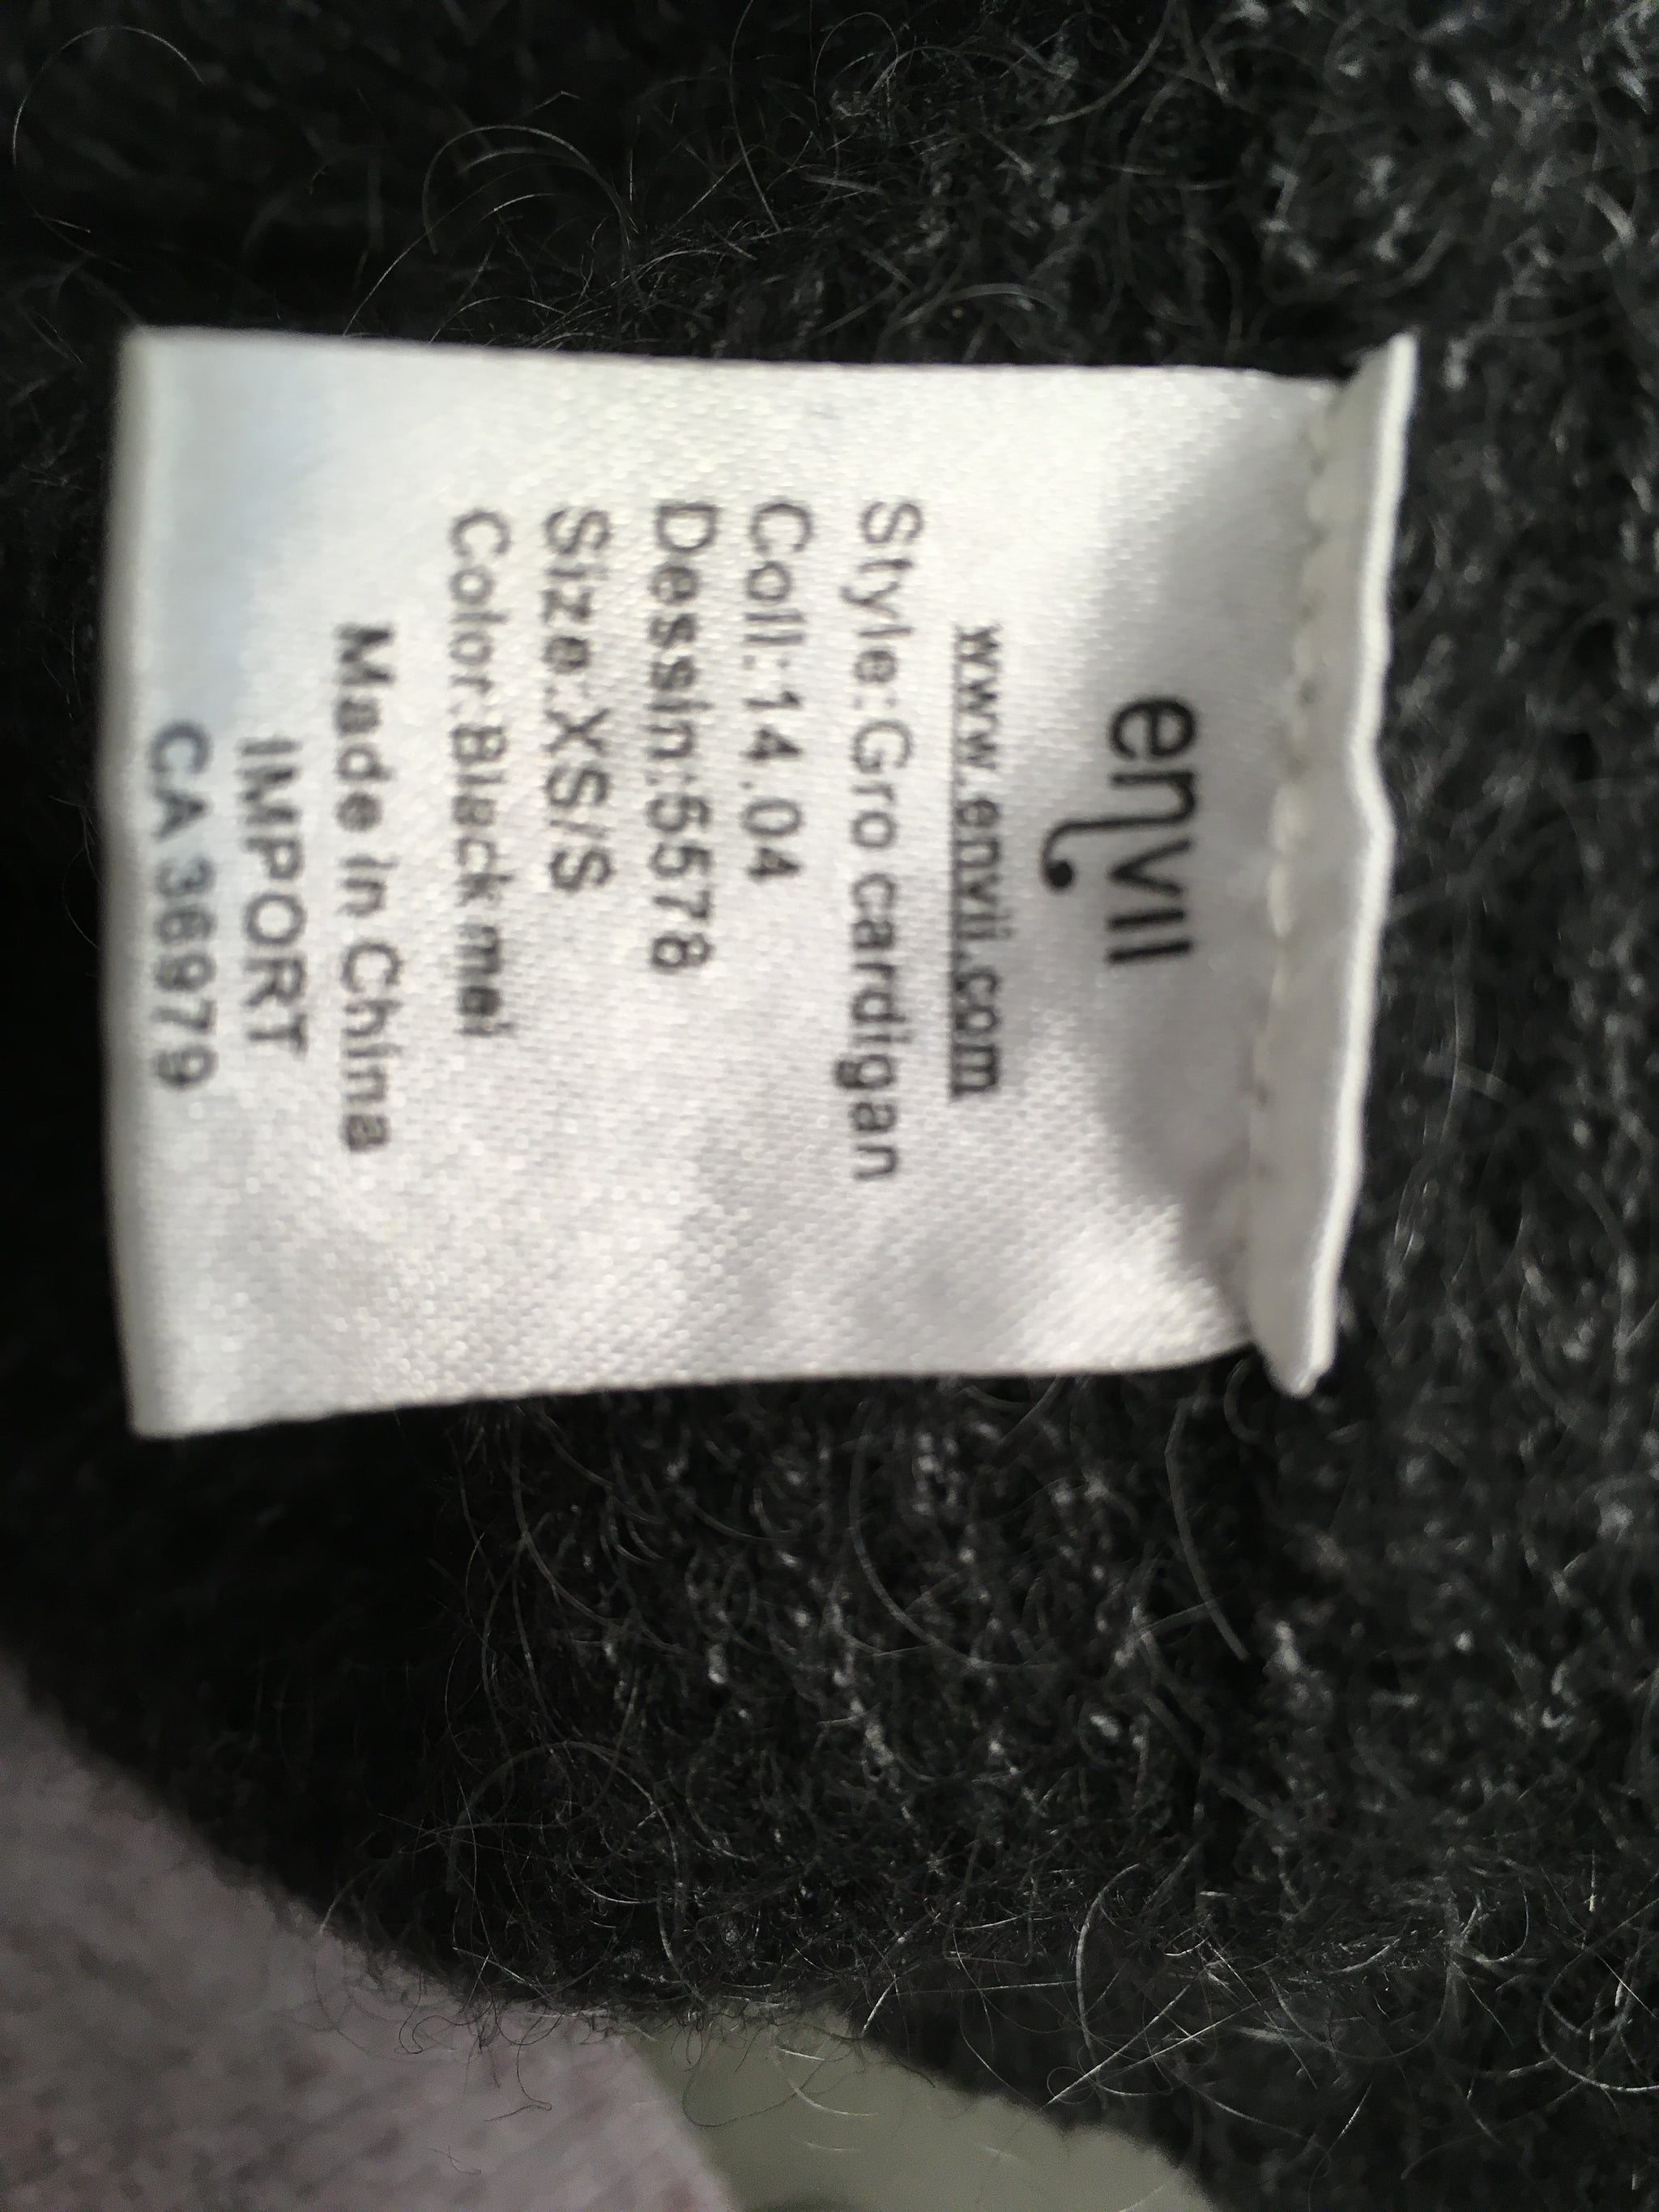 envii
www.envii.com
Style:Gro cardigan
Coll:14.04
Dessin:5578
Size:XS/S
Color:Black mel
Made in China
IMPORT
CA 36979